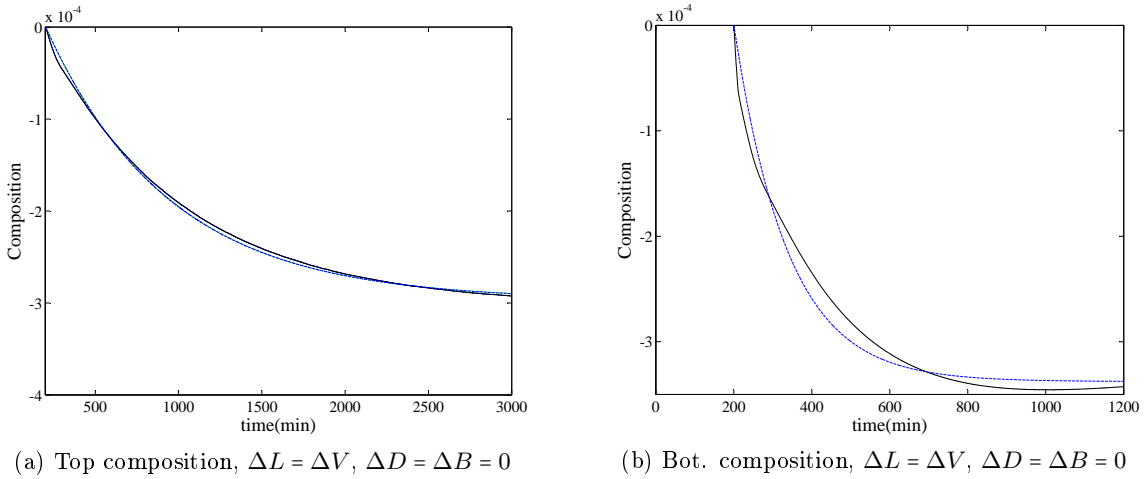 x 10⁻⁴
0
-1
-2
-3
-4
Composition
500
1000
1500
2000
2500
3000
time(min)
(a) Top composition, ΔL = ΔV, ΔD = ΔB = 0
x 10⁻⁴
0
-1
-2
-3
Composition
0
200
400
600
800
1000
1200
time(min)
(b) Bot. composition, ΔL = ΔV, ΔD = ΔB = 0